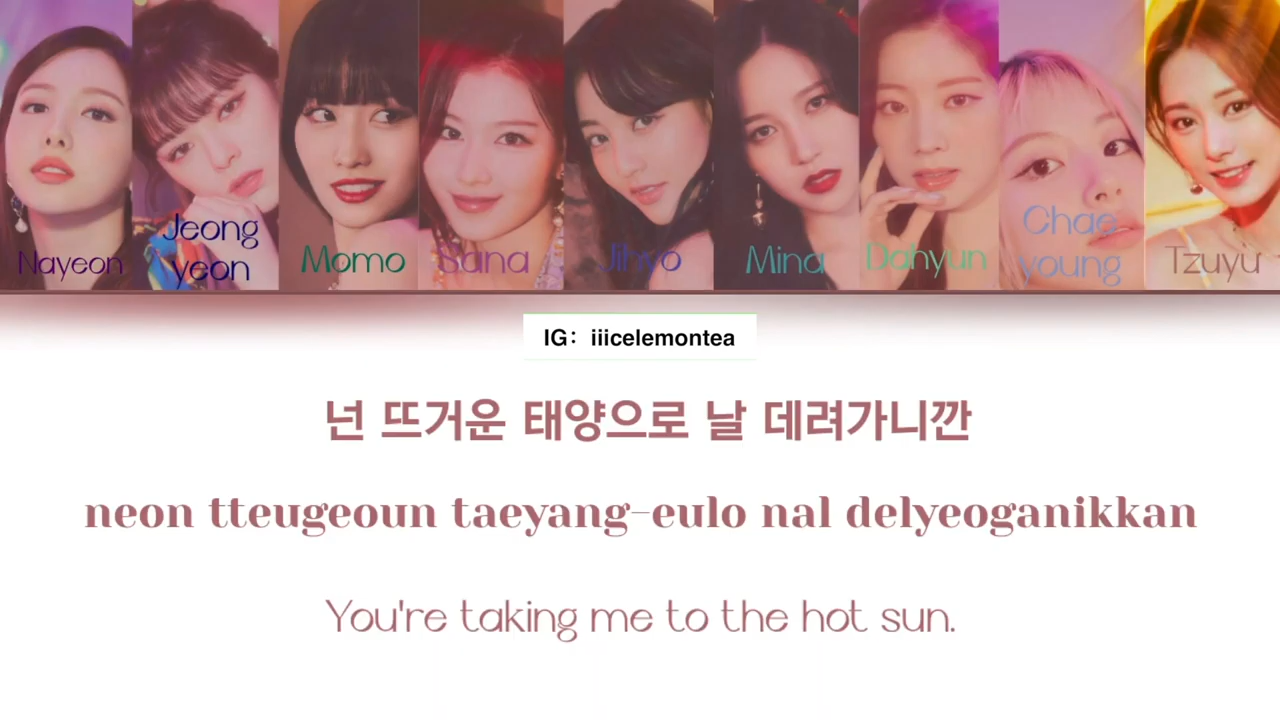 Nayeon
Jeong
yeon
Momo
Sana
Jihyo
Mina
Dahyun
Chae
young
Tzuyu
IG：iiicelemontea
넌 뜨거운 태양으로 날 데려가니깐
neon tteugeoun taeyang-eulo nal delyeoganikkan
You're taking me to the hot sun.